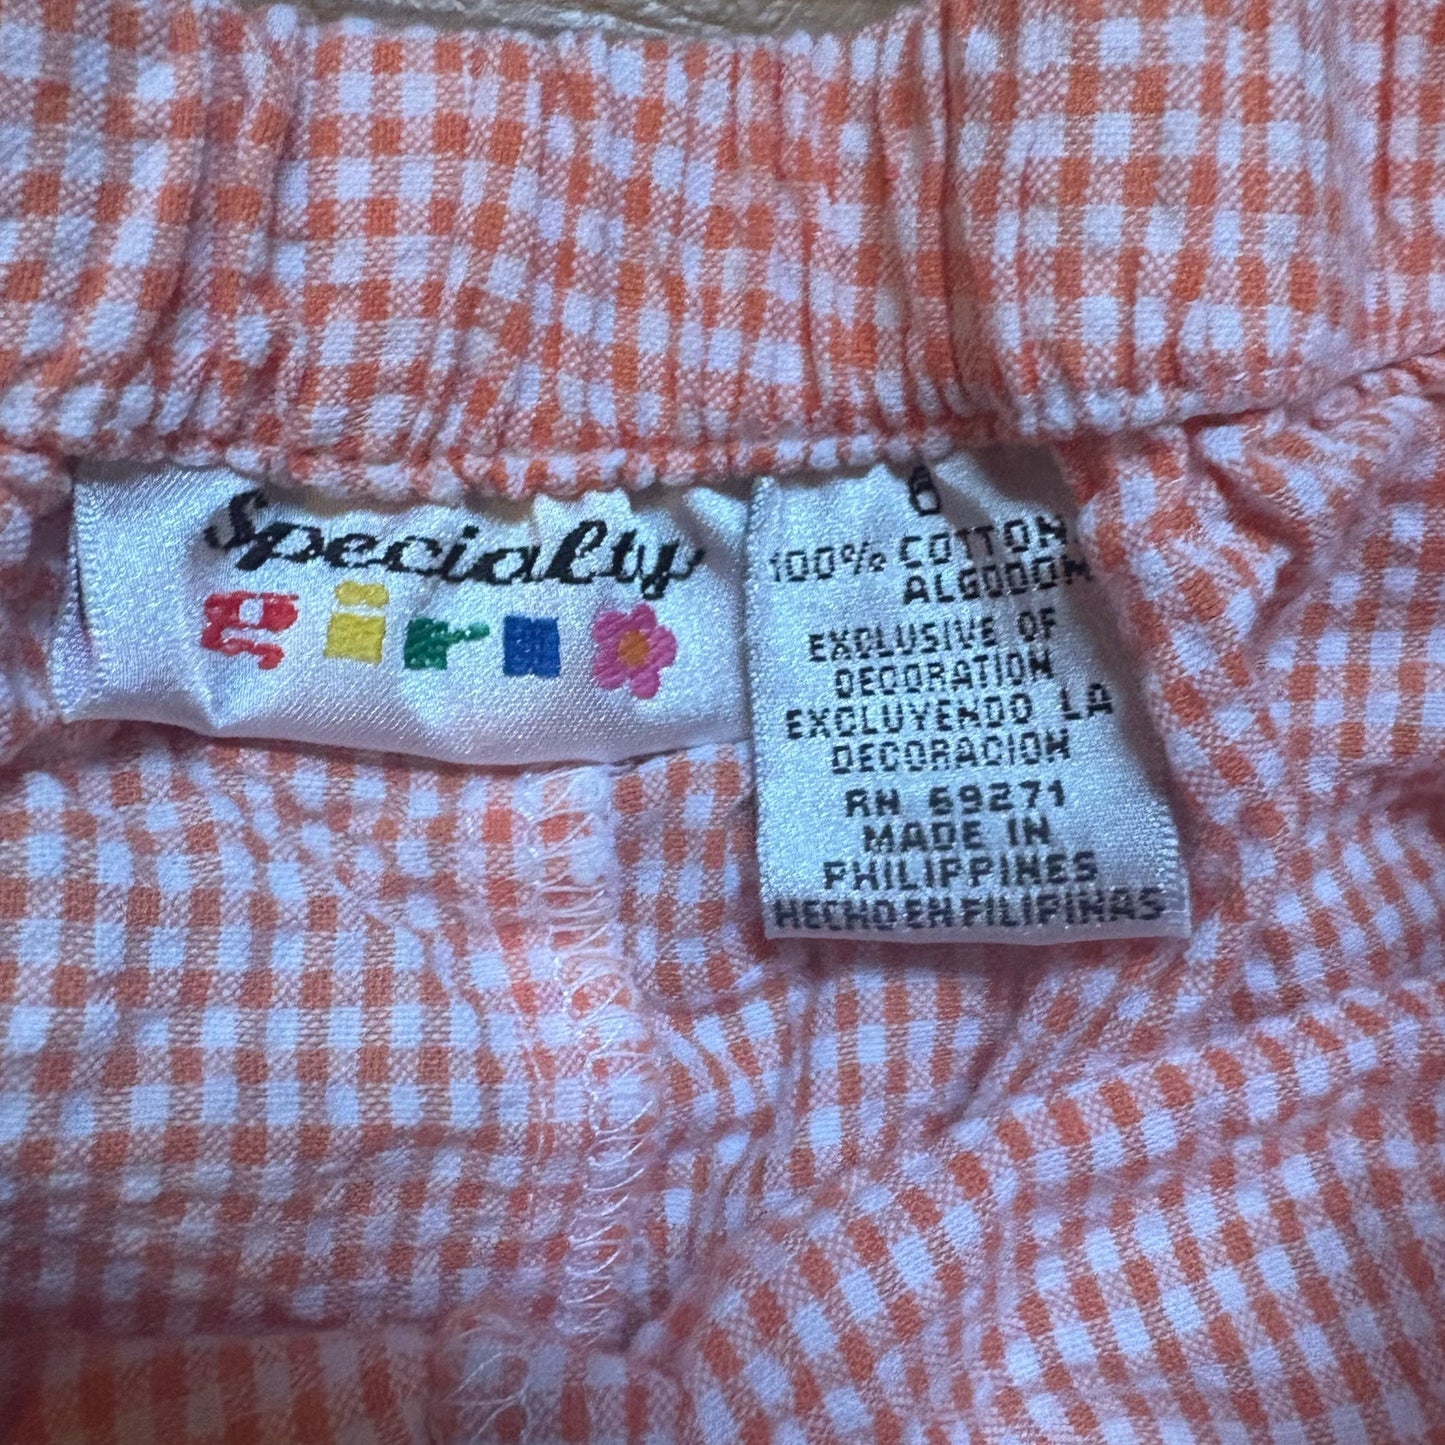 Specialty
6
100% COTTON
ALGODON
EXCLUSIVE OF
DECORATION
EXCLUYENDO LA
DECORACION
RN 69271
MADE IN
PHILIPPINES
HECHO EN FILIPINAS